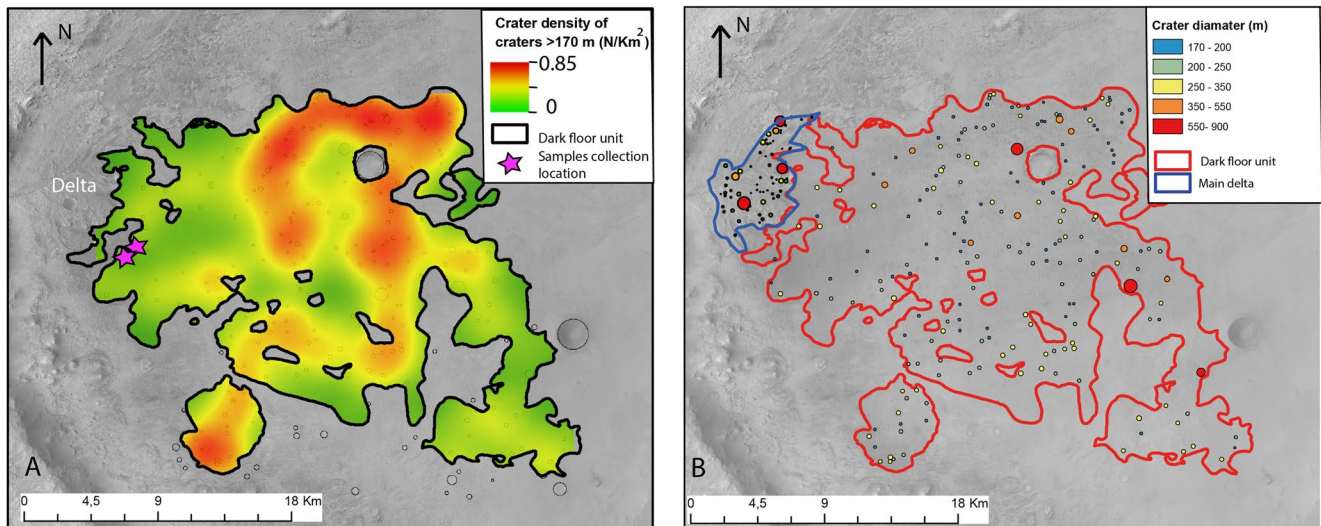 N
Crater density of
craters >170 m (N/Km²)
0.85
0
Dark floor unit
Samples collection
location
Delta
A
0 4,5 9 18 Km
N
Crater diamater (m)
170 - 200
200 - 250
250 - 350
350 - 550
550- 900
Dark floor unit
Main delta
B
0 4,5 9 18 Km